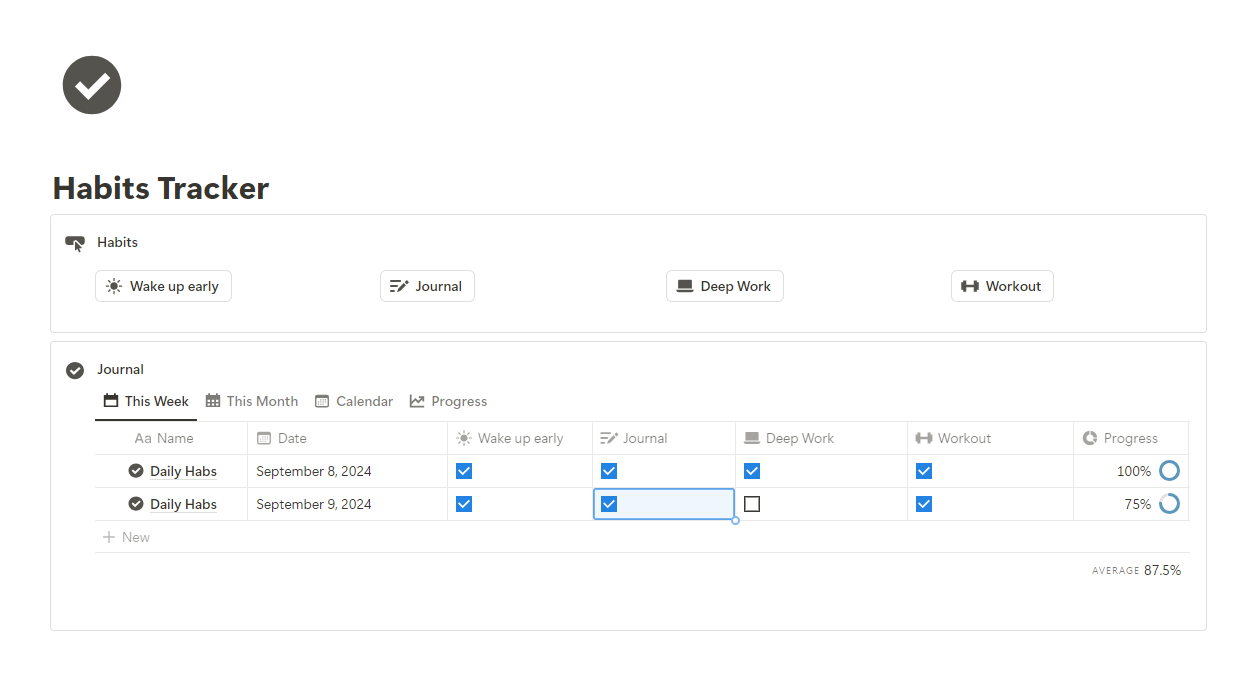 Habits Tracker
Habits
Wake up early Journal Deep Work Workout
Journal
This Week This Month Calendar Progress
Aa Name Date Wake up early Journal Deep Work Workout Progress
Daily Habs September 8, 2024 100%
Daily Habs September 9, 2024 75%
+ New
AVERAGE 87.5%